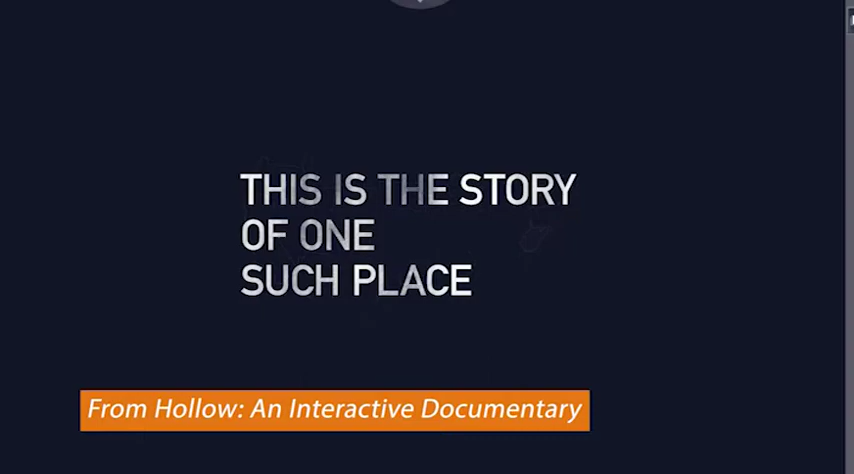 THIS IS THE STORY
OF ONE
SUCH PLACE
From Hollow: An Interactive Documentary